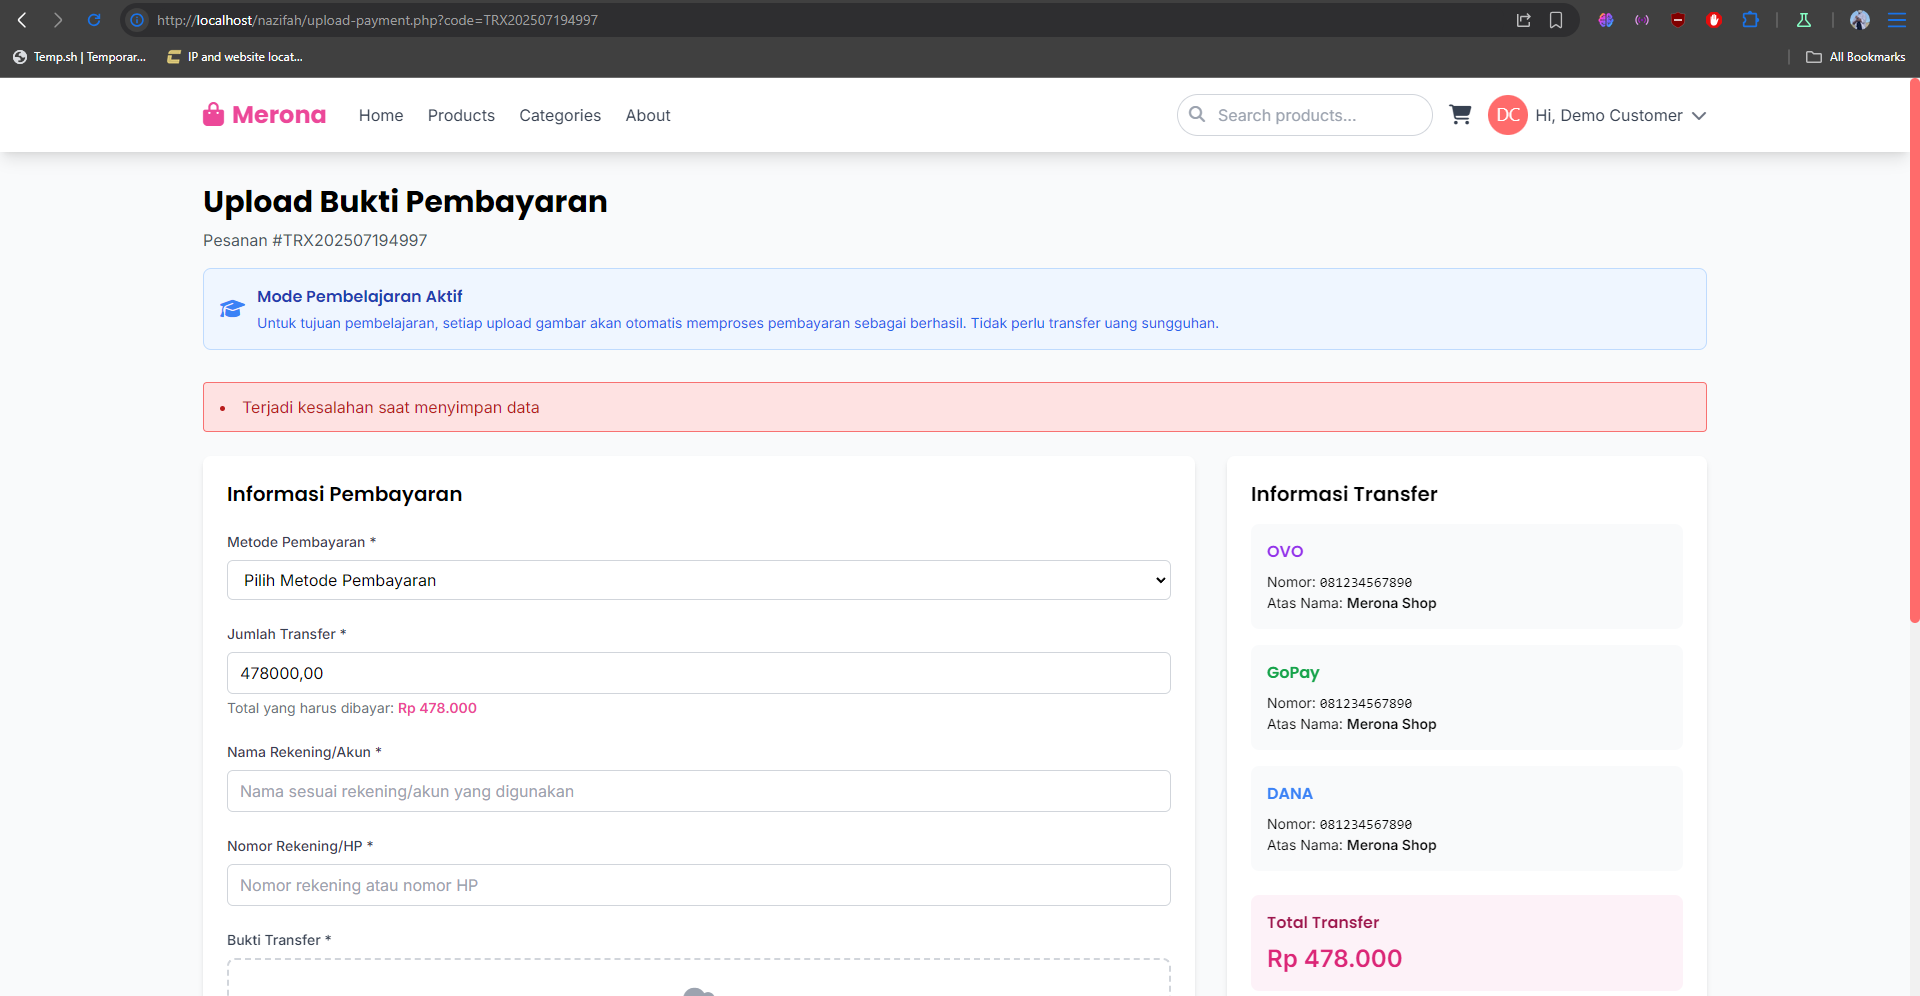 http://localhost/nazifah/upload-payment.php?code=TRX202507194997
Temp.sh | Temporar...
IP and website locat...
All Bookmarks
Merona
Home
Products
Categories
About
Search products...
DC
Hi, Demo Customer
Upload Bukti Pembayaran
Pesanan #TRX202507194997
Mode Pembelajaran Aktif
Untuk tujuan pembelajaran, setiap upload gambar akan otomatis memproses pembayaran sebagai berhasil. Tidak perlu transfer uang sungguhan.
Terjadi kesalahan saat menyimpan data
Informasi Pembayaran
Metode Pembayaran *
Pilih Metode Pembayaran
Jumlah Transfer *
478000,00
Total yang harus dibayar: Rp 478.000
Nama Rekening/Akun *
Nama sesuai rekening/akun yang digunakan
Nomor Rekening/HP *
Nomor rekening atau nomor HP
Bukti Transfer *
Informasi Transfer
OVO
Nomor: 081234567890
Atas Nama: Merona Shop
GoPay
Nomor: 081234567890
Atas Nama: Merona Shop
DANA
Nomor: 081234567890
Atas Nama: Merona Shop
Total Transfer
Rp 478.000